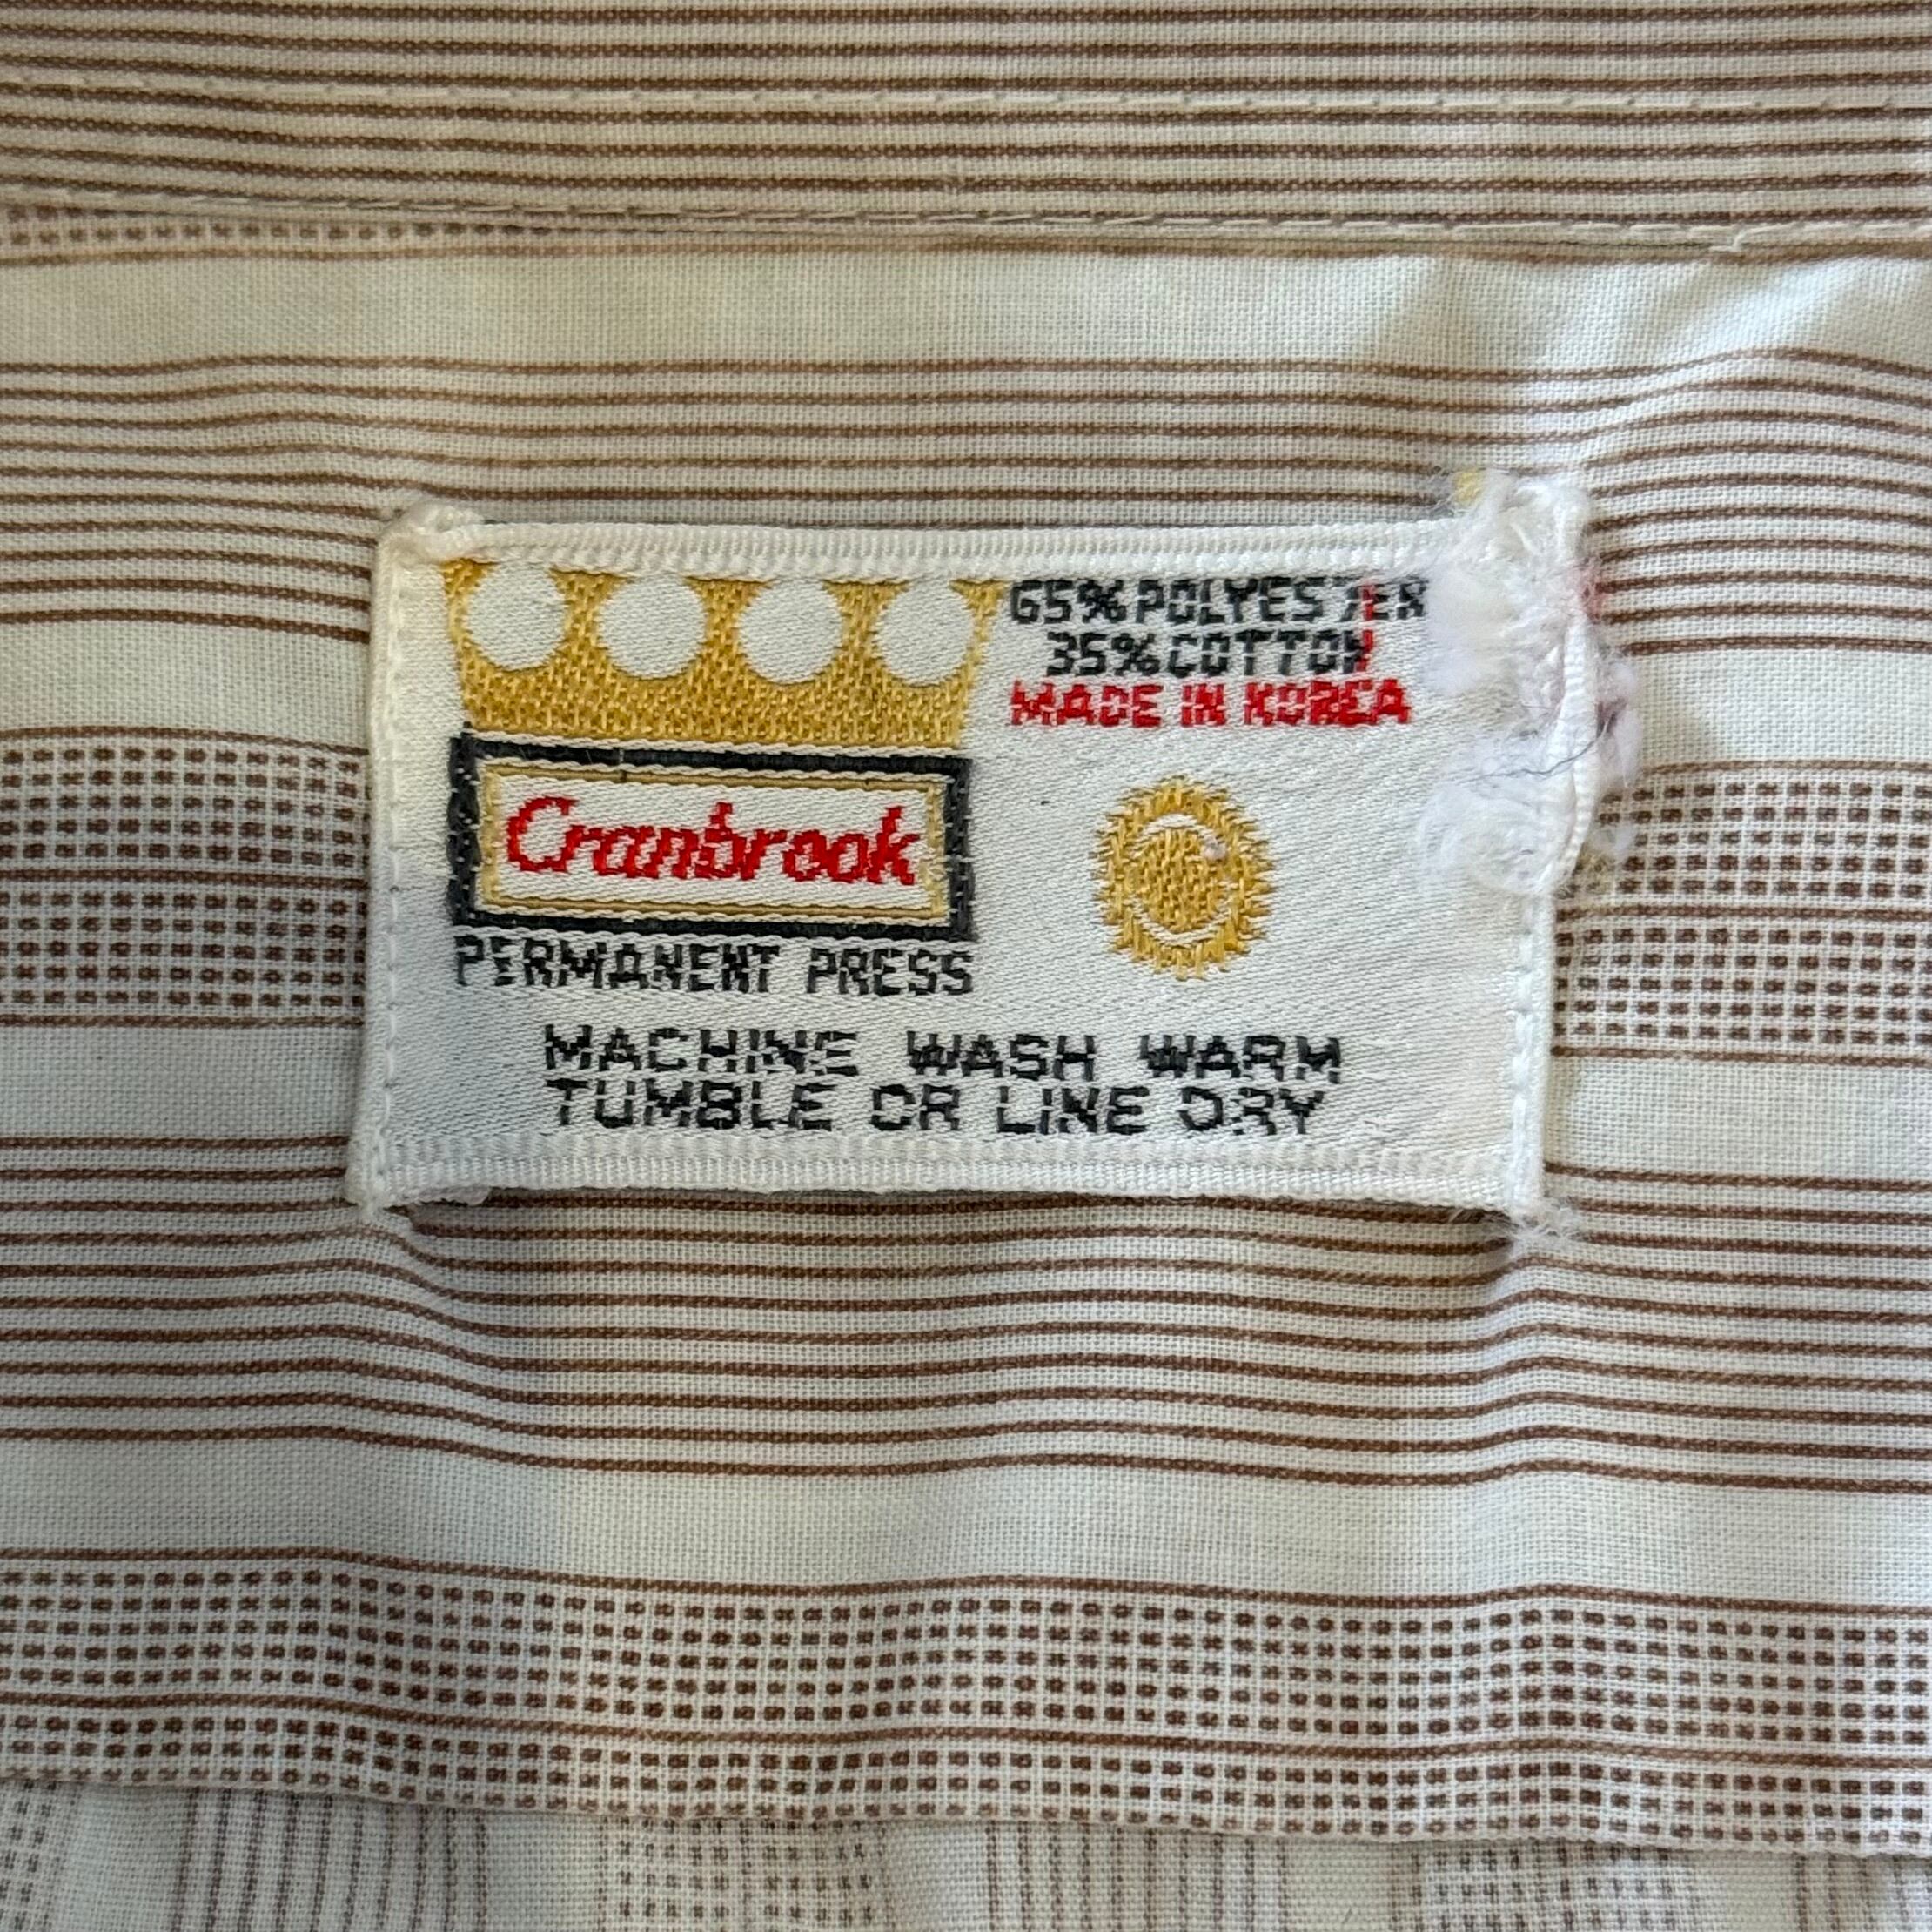 65% POLYESTER
35% COTTON
MADE IN KOREA
Cranbrook
PERMANENT PRESS
MACHINE WASH WARM
TUMBLE OR LINE DRY